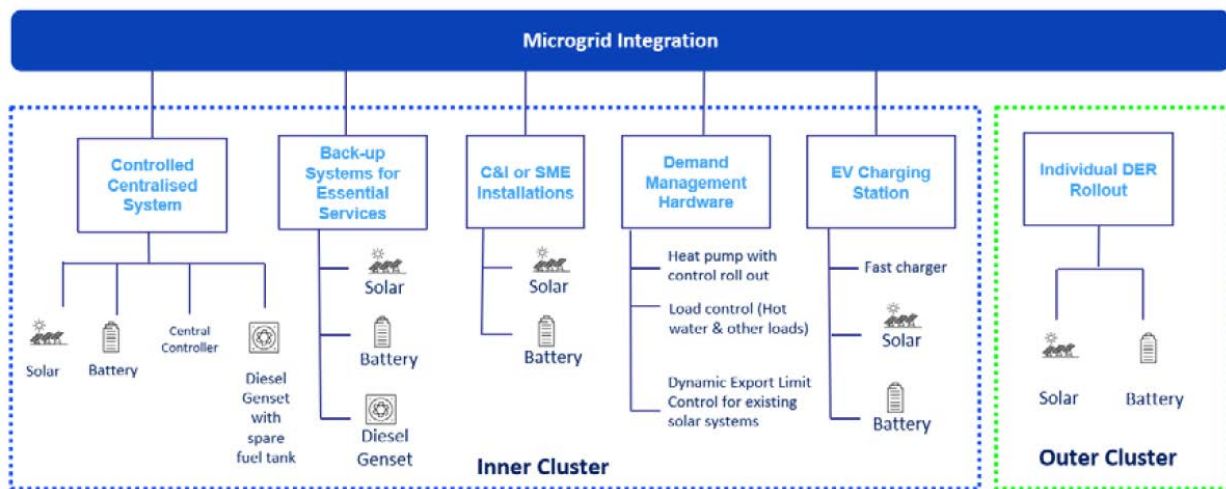 Microgrid Integration
Controlled
Centralised
System
Solar
Battery
Central
Controller
Diesel
Genset
with
spare
fuel tank
Back-up
Systems for
Essential
Services
Solar
Battery
Diesel
Genset
C&I or SME
Installations
Solar
Battery
Demand
Management
Hardware
Heat pump with
control roll out
Load control (Hot
water & other loads)
Dynamic Export Limit
Control for existing
solar systems
EV Charging
Station
Fast charger
Solar
Battery
Inner Cluster
Individual DER
Rollout
Solar
Battery
Outer Cluster